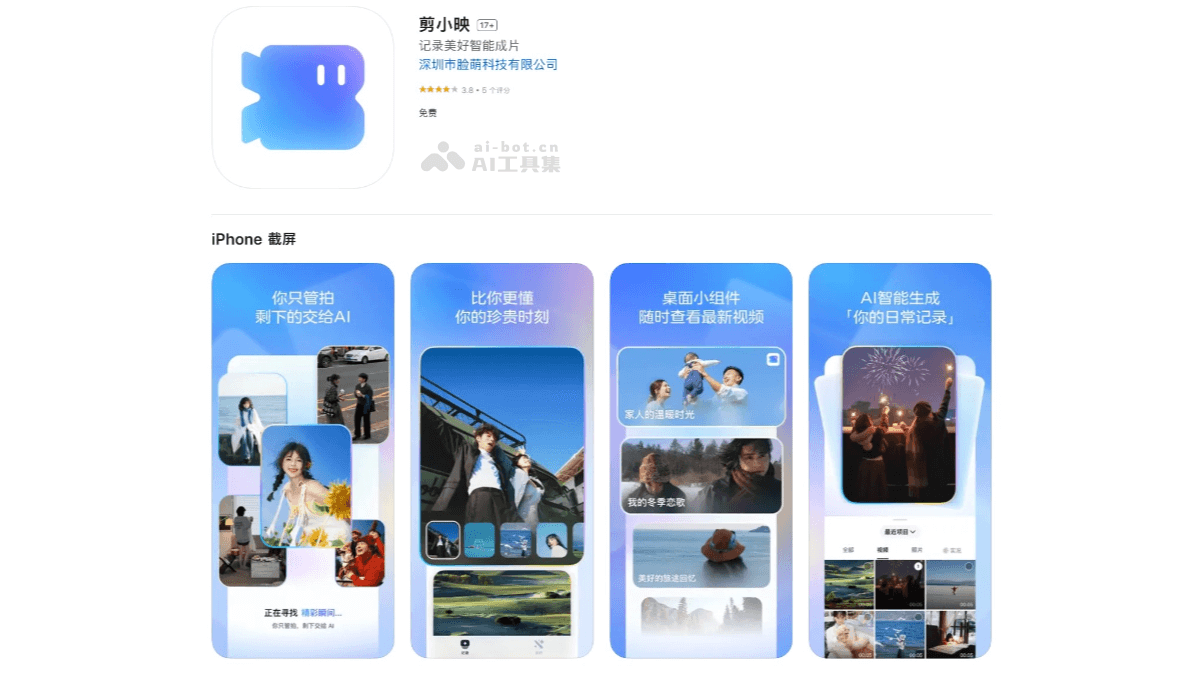 剪小映 17+
记录美好智能成片
深圳市脸萌科技有限公司
★★★★★ 3.8 • 5 个评分
免费
ai-bot.cn
AI工具集
iPhone 截屏
你只管拍
剩下的交给AI
正在寻找 精彩瞬间...
你只管拍，剩下交给 AI
比你更懂
你的珍贵时刻
桌面小组件
随时查看最新视频
家人的温暖时光
我的冬季恋歌
美好的旅途回忆
AI智能生成
「你的日常记录」
最近项目
全部 视频 照片